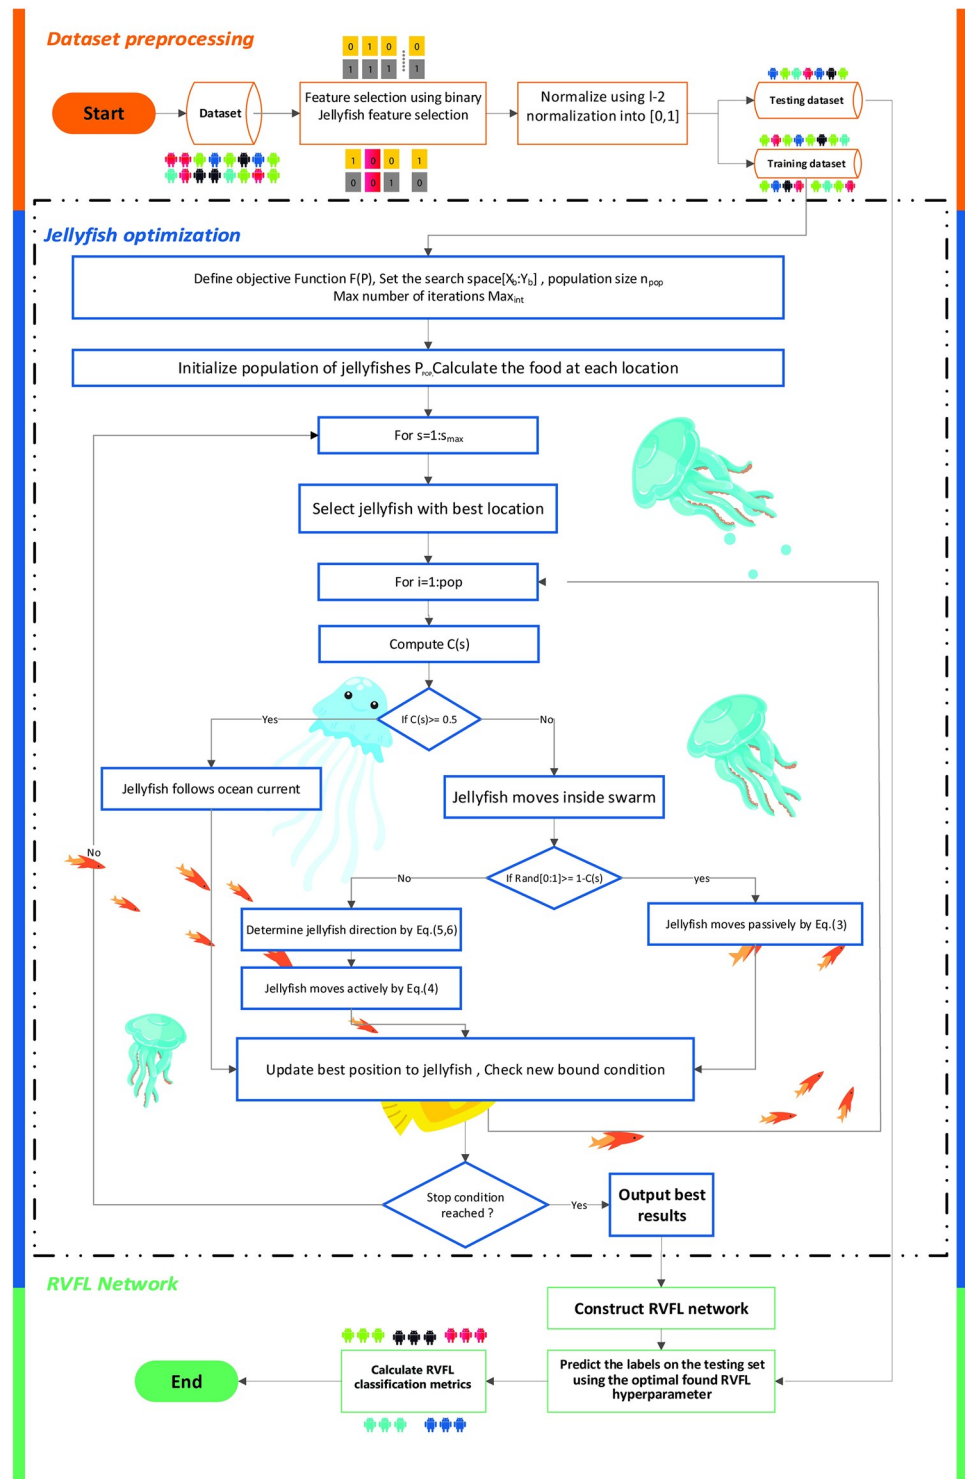 Dataset preprocessing
0 1 0 0
1 1 1 1
Start
Dataset
Feature selection using binary
Jellyfish feature selection
Normalize using l-2
normalization into [0,1]
Testing dataset
Training dataset
1 0 0 1
0 0 1 0
Jellyfish optimization
Define objective Function F(P), Set the search space[Xb:Yb] , population size npop
Max number of iterations Maxint
Initialize population of jellyfishes PPOP,Calculate the food at each location
For s=1:smax
Select jellyfish with best location
For i=1:pop
Compute C(s)
If C(s)>= 0.5
Yes
No
Jellyfish follows ocean current
Jellyfish moves inside swarm
No
If Rand[0:1]>= 1-C(s)
No
yes
Determine jellyfish direction by Eq.(5,6)
Jellyfish moves passively by Eq.(3)
Jellyfish moves actively by Eq.(4)
Update best position to jellyfish , Check new bound condition
Stop condition
reached ?
Yes
Output best
results
RVFL Network
Construct RVFL network
Predict the labels on the testing set
using the optimal found RVFL
hyperparameter
Calculate RVFL
classification metrics
End